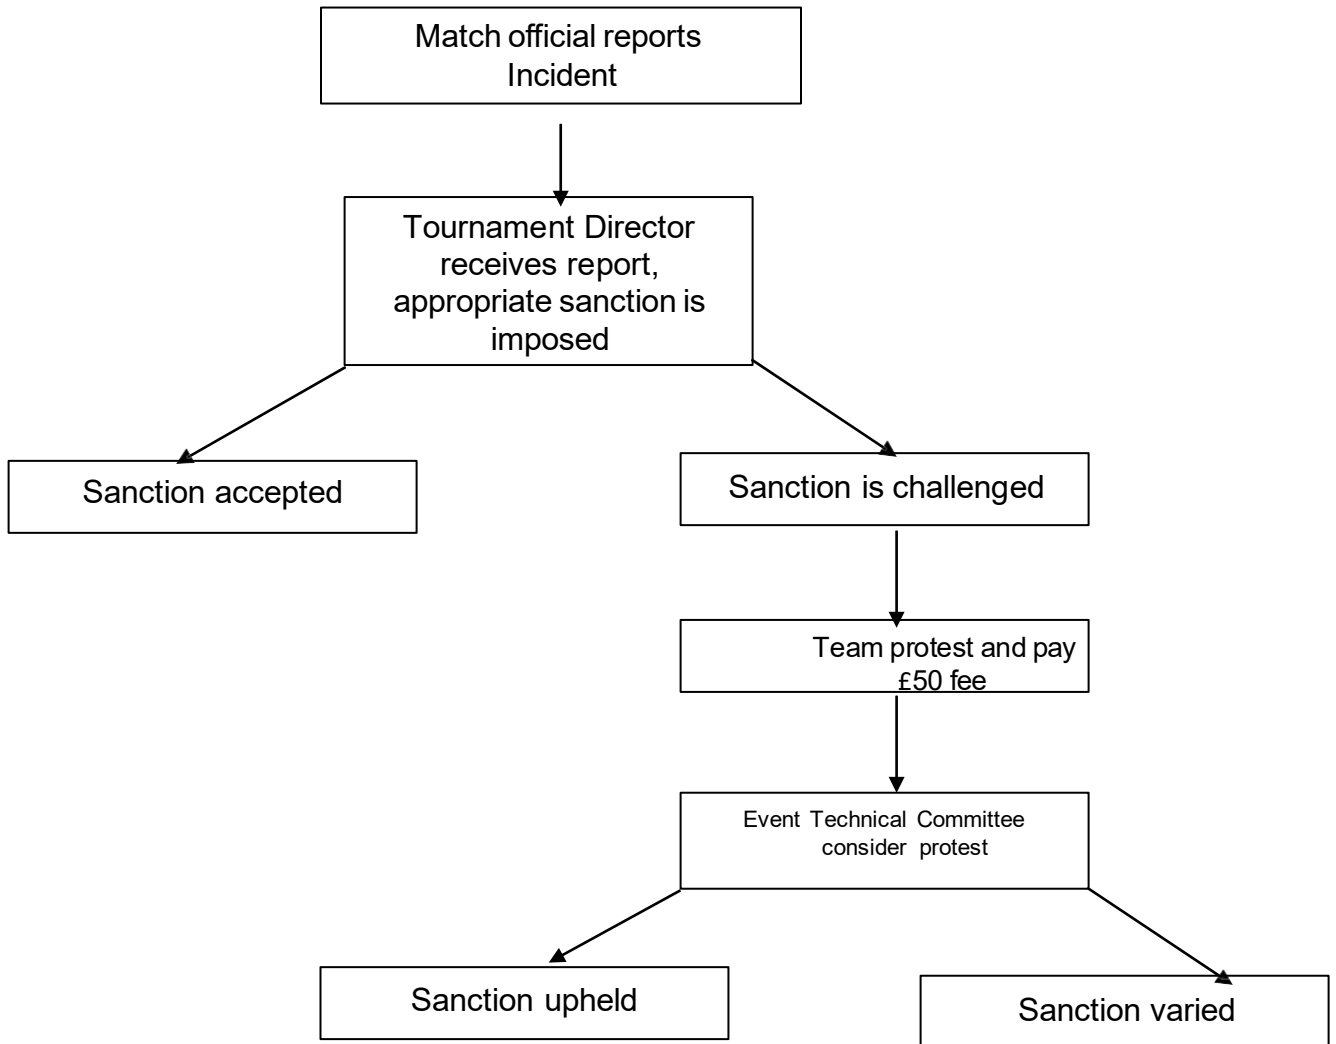 Match official reports
Incident
Tournament Director
receives report,
appropriate sanction is
imposed
Sanction accepted
Sanction is challenged
Team protest and pay
£50 fee
Event Technical Committee
consider protest
Sanction upheld
Sanction varied